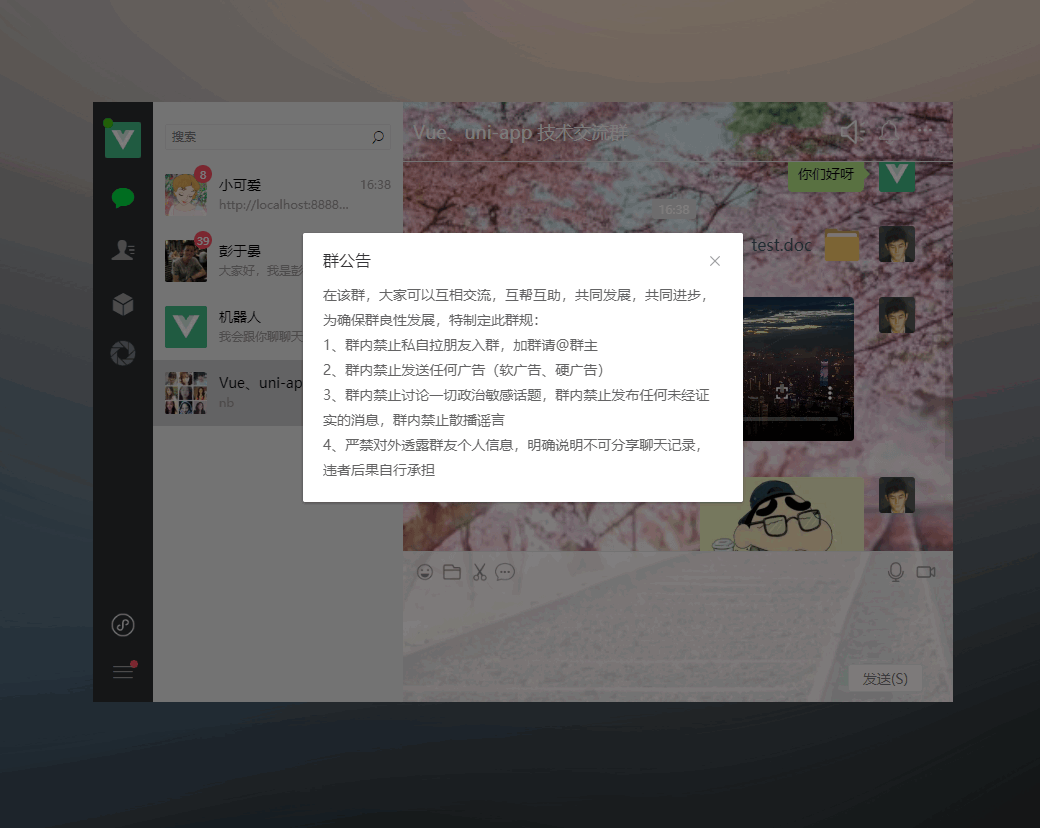 搜索
Vue、uni-app 技术交流群
8
小可爱
16:38
http://localhost:8888...
39
彭于晏
大家好，我是彭
机器人
我会跟你聊聊天
Vue、uni-ap
nb
你们好呀
16:38
test.doc
群公告
在该群，大家可以互相交流，互帮互助，共同发展，共同进步，
为确保群良性发展，特制定此群规：
1、群内禁止私自拉朋友入群，加群请@群主
2、群内禁止发送任何广告（软广告、硬广告）
3、群内禁止讨论一切政治敏感话题，群内禁止发布任何未经证
实的消息，群内禁止散播谣言
4、严禁对外透露群友个人信息，明确说明不可分享聊天记录，
违者后果自行承担
发送(S)